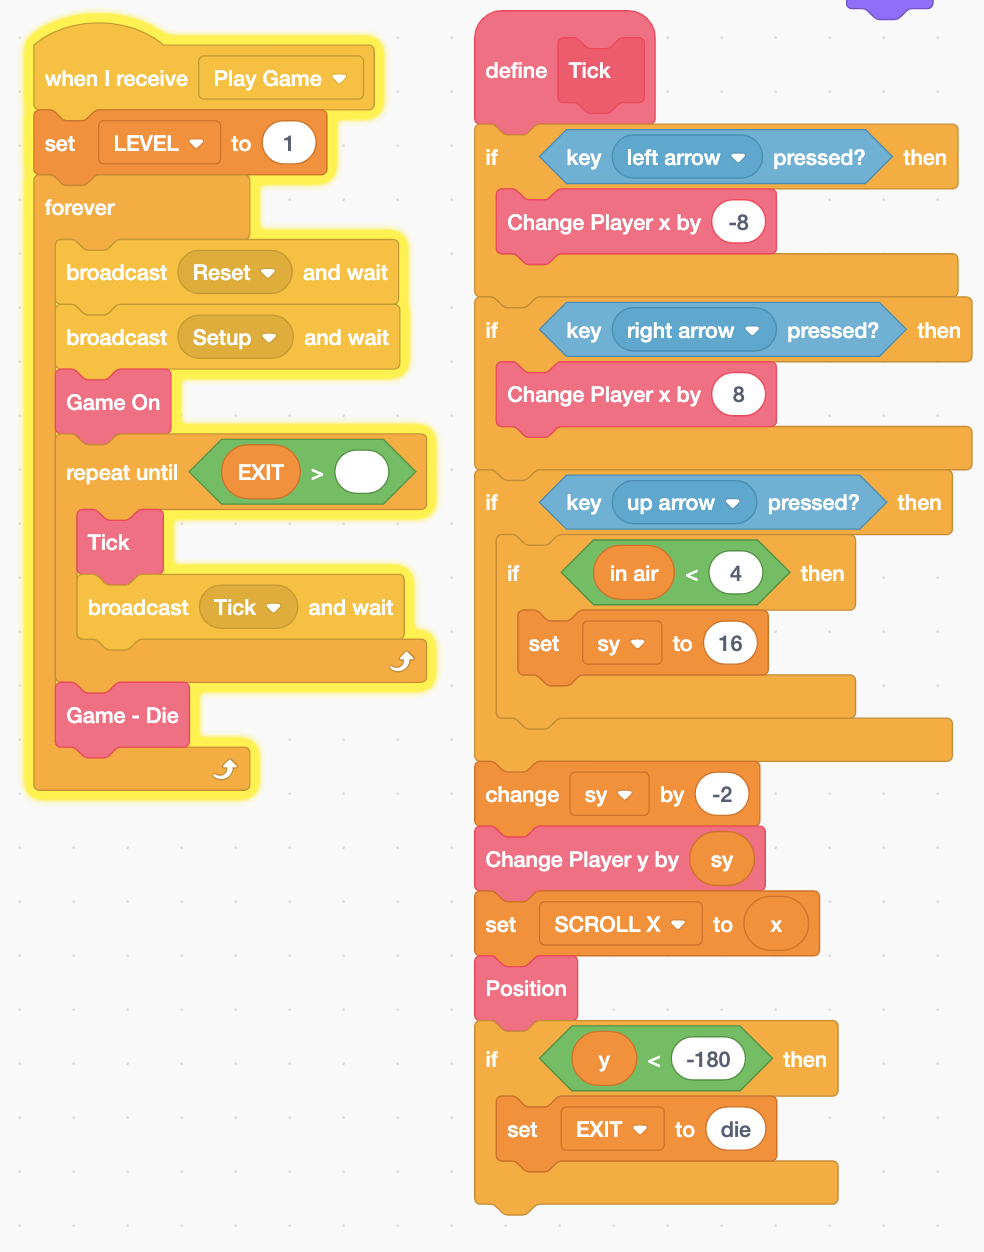 when I receive Play Game
set LEVEL to 1
forever
broadcast Reset and wait
broadcast Setup and wait
Game On
repeat until EXIT >
Tick
broadcast Tick and wait
Game - Die
define Tick
if key left arrow pressed? then
Change Player x by -8
if key right arrow pressed? then
Change Player x by 8
if key up arrow pressed? then
if in air < 4 then
set sy to 16
change sy by -2
Change Player y by sy
set SCROLL X to x
Position
if y < -180 then
set EXIT to die